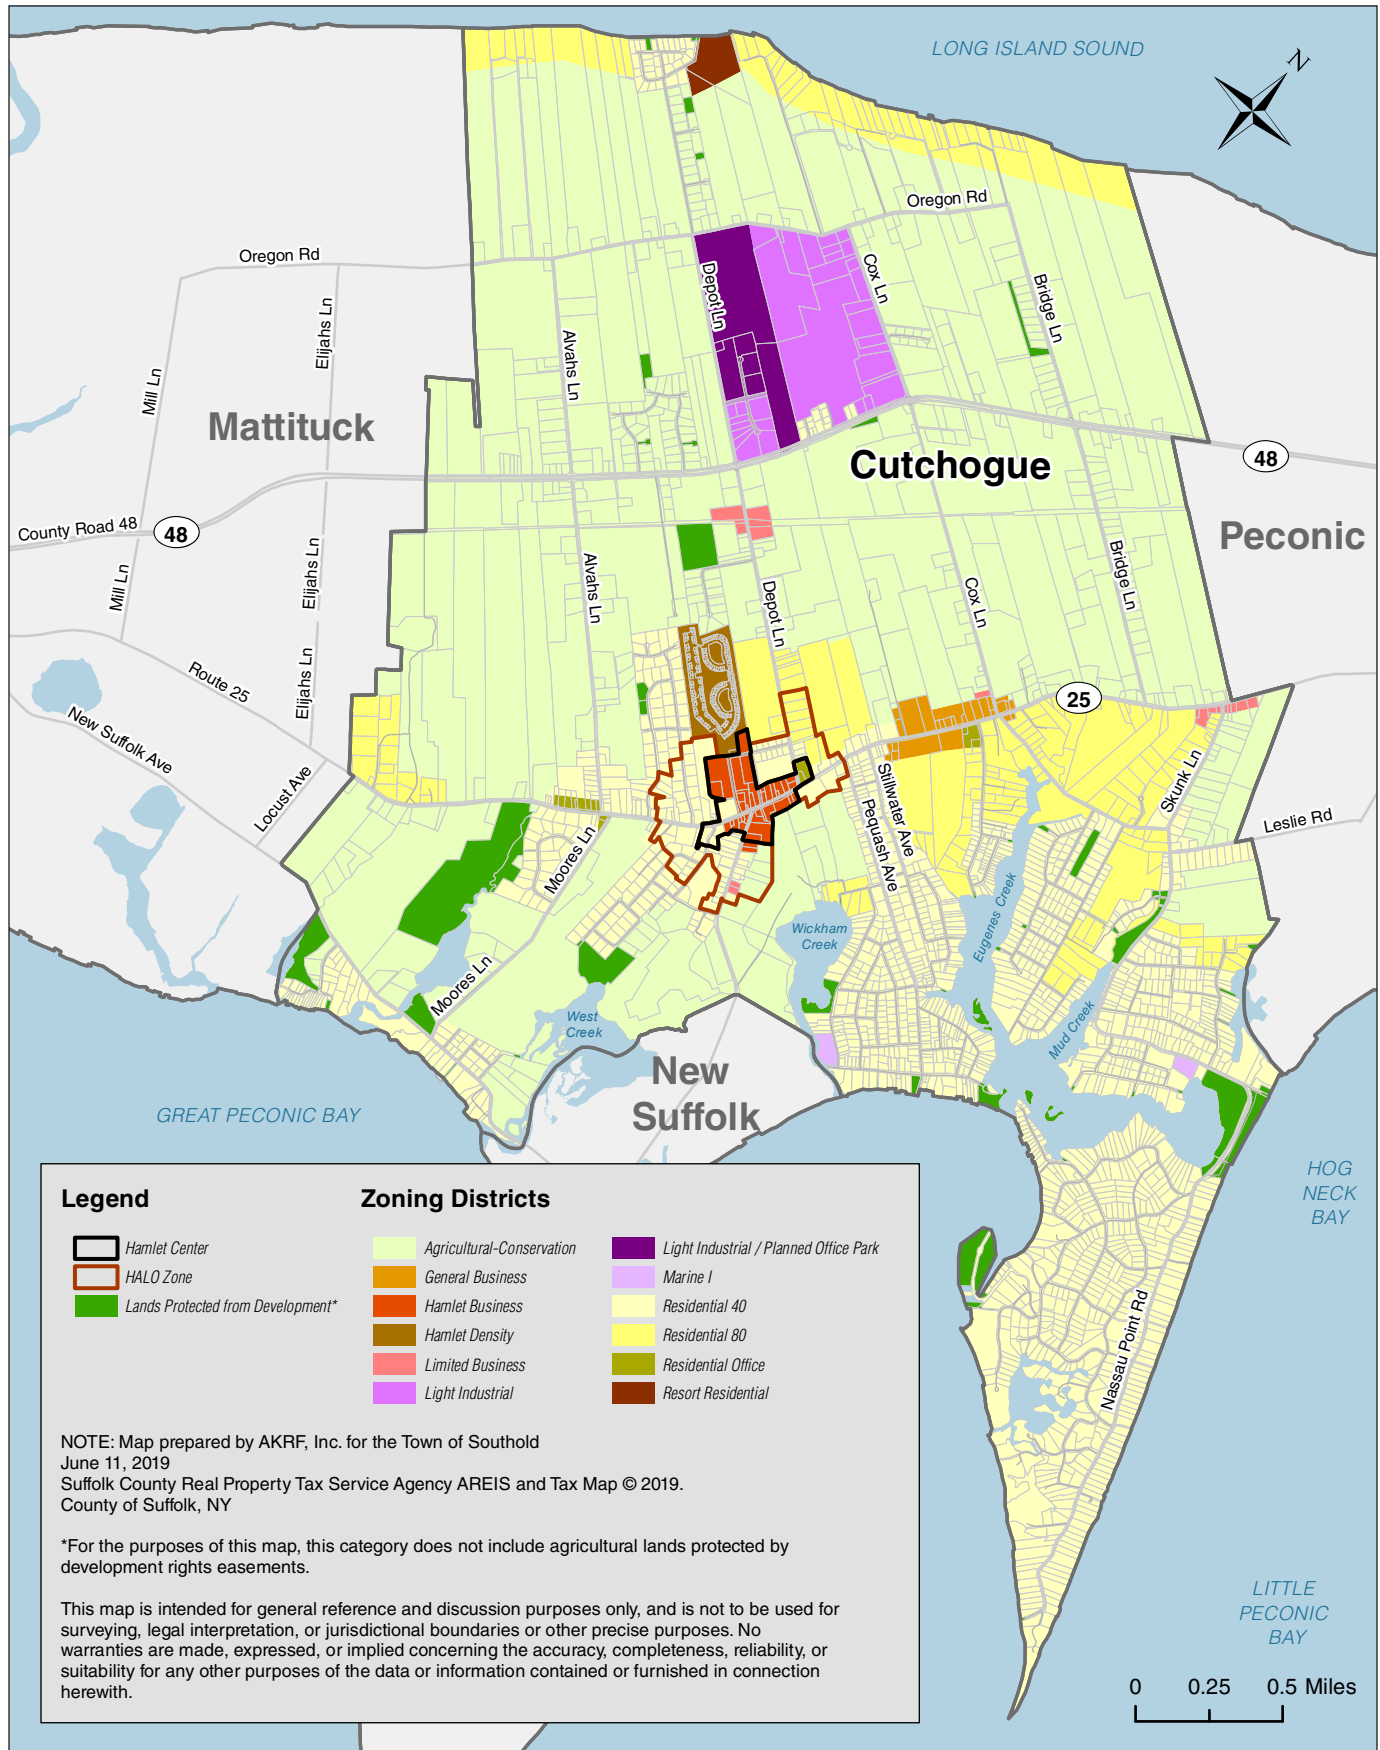 LONG ISLAND SOUND
N
Oregon Rd
Oregon Rd
Depot Ln
Cox Ln
Bridge Ln
Elijahs Ln
Alvahs Ln
Mill Ln
Mattituck
Cutchogue
48
Peconic
County Road 48
48
Mill Ln
Elijahs Ln
Alvahs Ln
Depot Ln
Cox Ln
Bridge Ln
Elijahs Ln
Route 25
25
New Suffolk Ave
Locust Ave
Skunk Ln
Stillwater Ave
Pequash Ave
Leslie Rd
Moores Ln
Wickham
Creek
Eugenes Creek
Moores Ln
West
Creek
Mud Creek
New
Suffolk
GREAT PECONIC BAY
HOG
NECK
BAY
Nassau Point Rd
LITTLE
PECONIC
BAY
Legend
Hamlet Center
HALO Zone
Lands Protected from Development*
Zoning Districts
Agricultural-Conservation
General Business
Hamlet Business
Hamlet Density
Limited Business
Light Industrial
Light Industrial / Planned Office Park
Marine I
Residential 40
Residential 80
Residential Office
Resort Residential
NOTE: Map prepared by AKRF, Inc. for the Town of Southold
June 11, 2019
Suffolk County Real Property Tax Service Agency AREIS and Tax Map © 2019.
County of Suffolk, NY
*For the purposes of this map, this category does not include agricultural lands protected by
development rights easements.
This map is intended for general reference and discussion purposes only, and is not to be used for
surveying, legal interpretation, or jurisdictional boundaries or other precise purposes. No
warranties are made, expressed, or implied concerning the accuracy, completeness, reliability, or
suitability for any other purposes of the data or information contained or furnished in connection
herewith.
0 0.25 0.5 Miles